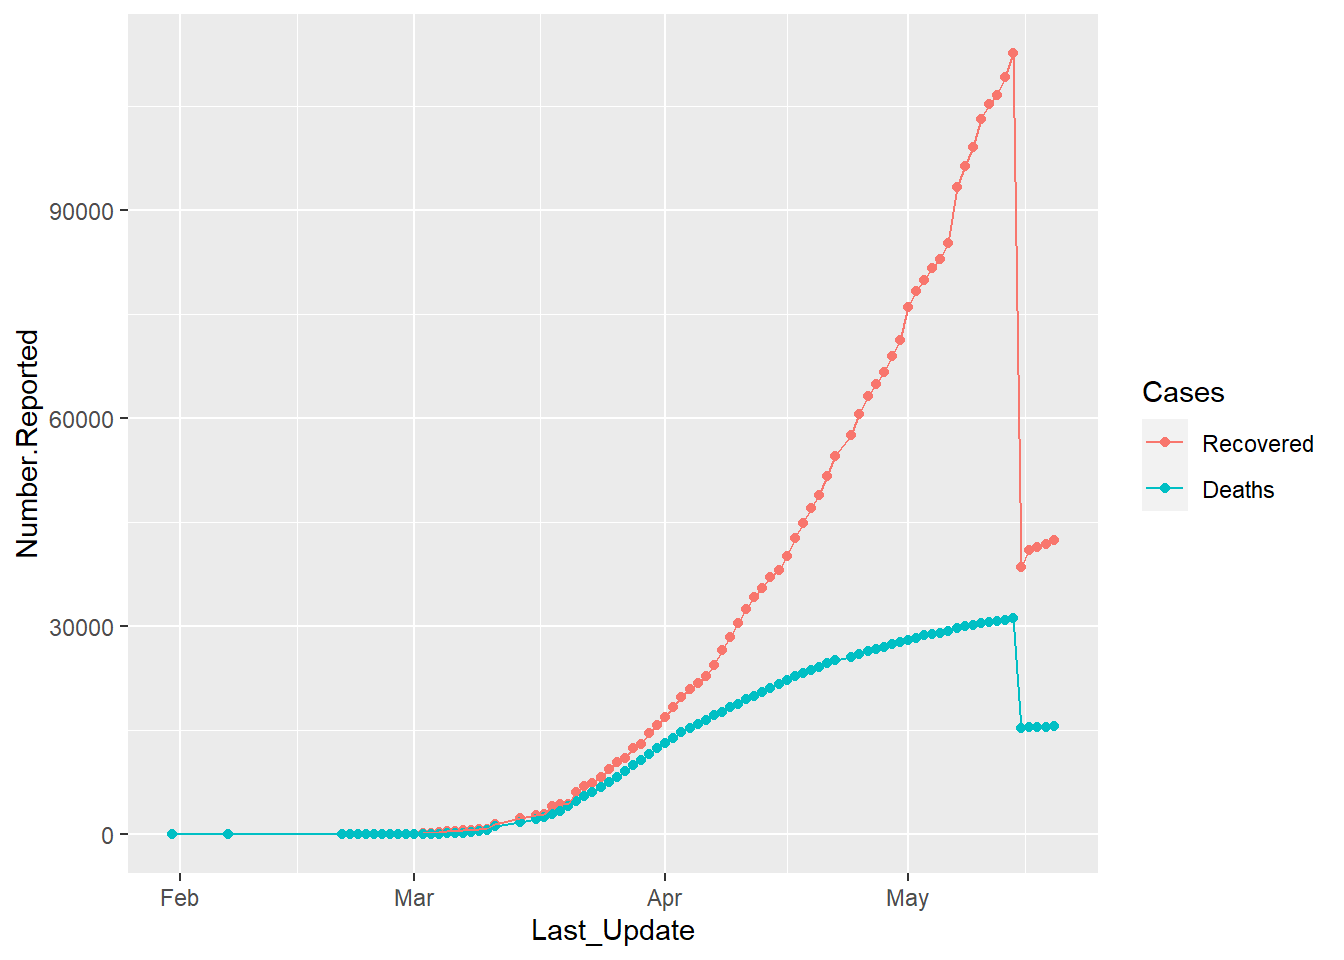 Number.Reported
90000
60000
30000
0
Feb
Mar
Apr
May
Last_Update
Cases
Recovered
Deaths